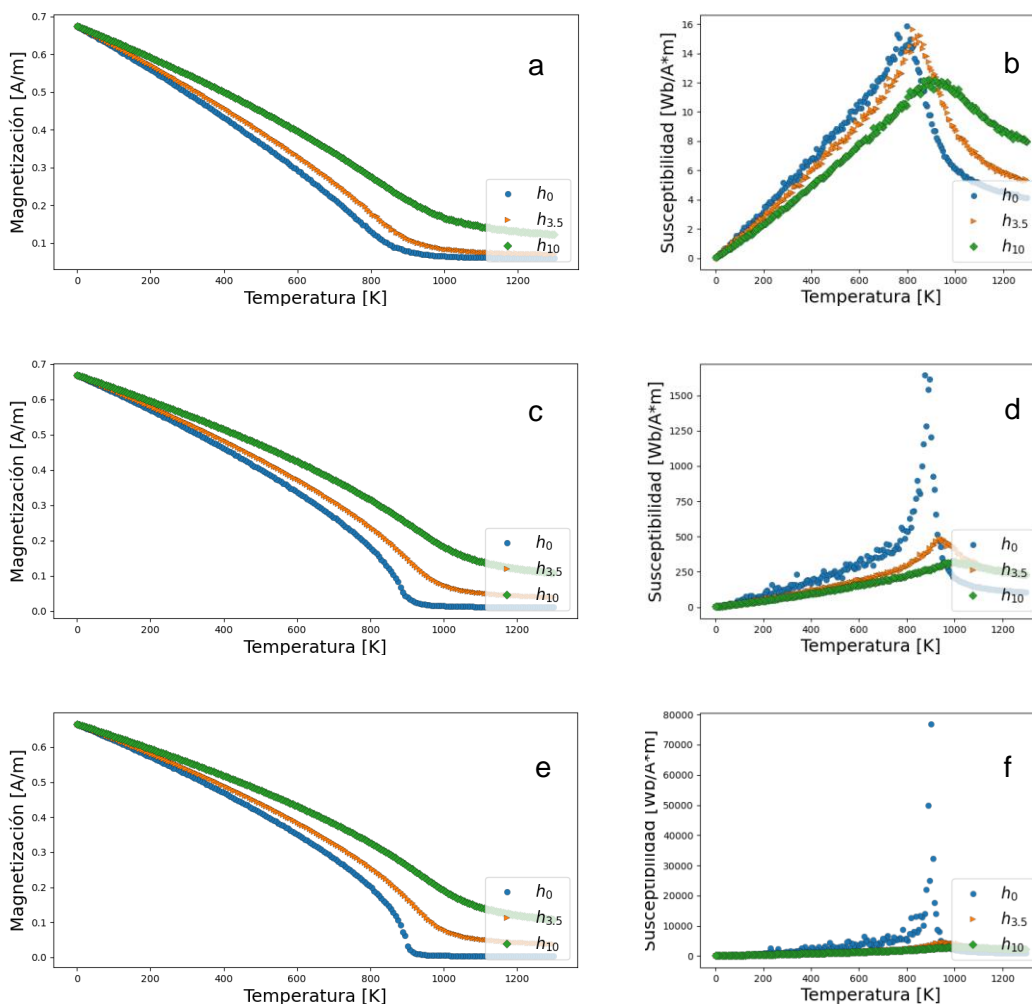 Magnetización [A/m]
0.7
0.6
0.5
0.4
0.3
0.2
0.1
a
h0
h3.5
h10
0 200 400 600 800 1000 1200
Temperatura [K]
Susceptibilidad [Wb/A*m]
16
14
12
10
8
6
4
2
0
b
h0
h3.5
h10
0 200 400 600 800 1000 1200
Temperatura [K]
Magnetización [A/m]
0.7
0.6
0.5
0.4
0.3
0.2
0.1
0.0
c
h0
h3.5
h10
0 200 400 600 800 1000 1200
Temperatura [K]
Susceptibilidad [Wb/A*m]
1500
1250
1000
750
500
250
0
d
h0
h3.5
h10
0 200 400 600 800 1000 1200
Temperatura [K]
Magnetización [A/m]
0.6
0.5
0.4
0.3
0.2
0.1
0.0
e
h0
h3.5
h10
0 200 400 600 800 1000 1200
Temperatura [K]
Susceptibilidad [Wb/A*m]
80000
70000
60000
50000
40000
30000
20000
10000
0
f
h0
h3.5
h10
0 200 400 600 800 1000 1200
Temperatura [K]